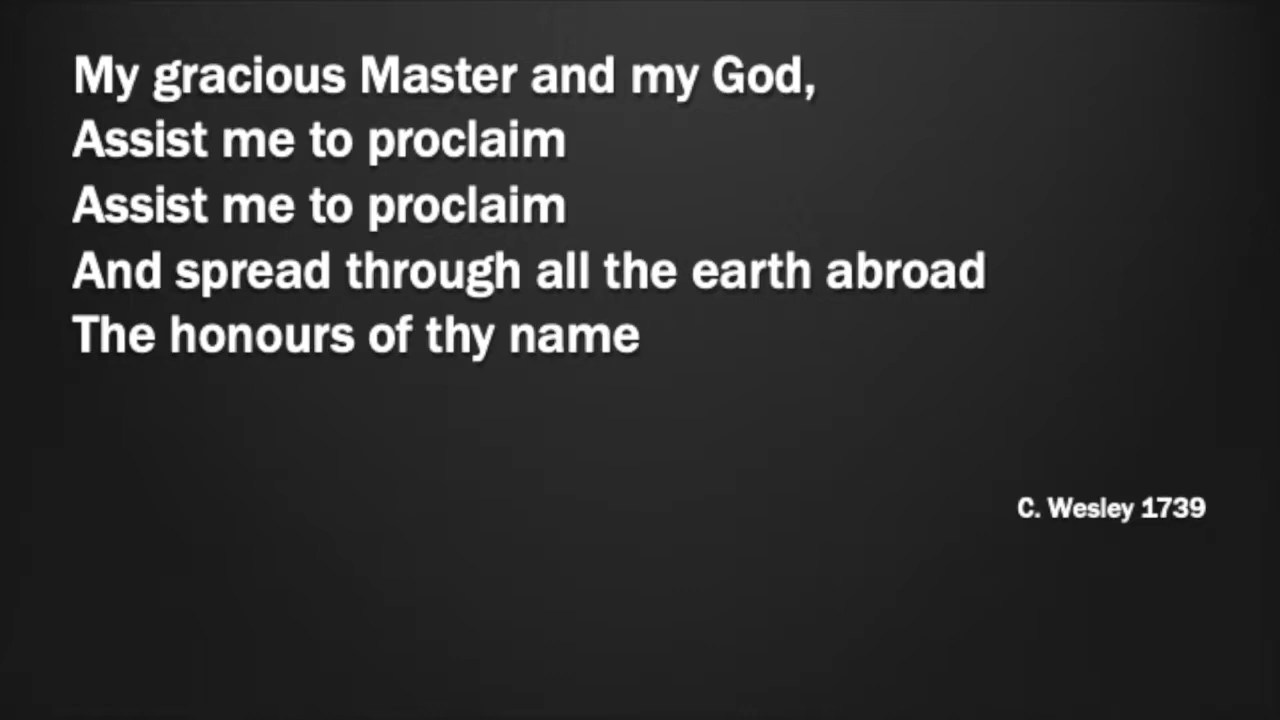 My gracious Master and my God,
Assist me to proclaim
Assist me to proclaim
And spread through all the earth abroad
The honours of thy name
C. Wesley 1739